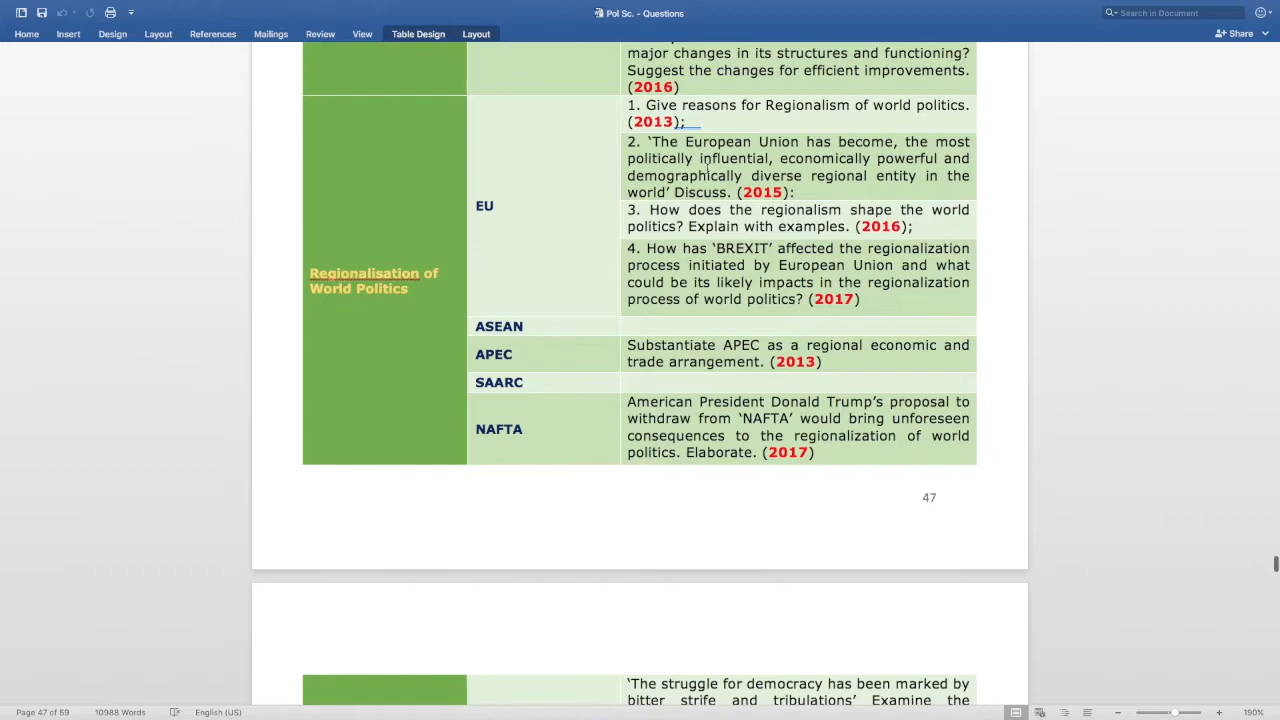 Pol Sc. - Questions
Search in Document
Home Insert Design Layout References Mailings Review View Table Design Layout Share
major changes in its structures and functioning?
Suggest the changes for efficient improvements.
(2016)
Regionalisation of
World Politics
EU
1. Give reasons for Regionalism of world politics.
(2013);
2. ‘The European Union has become, the most
politically influential, economically powerful and
demographically diverse regional entity in the
world’ Discuss. (2015):
3. How does the regionalism shape the world
politics? Explain with examples. (2016);
4. How has ‘BREXIT’ affected the regionalization
process initiated by European Union and what
could be its likely impacts in the regionalization
process of world politics? (2017)
ASEAN
APEC
Substantiate APEC as a regional economic and
trade arrangement. (2013)
SAARC
NAFTA
American President Donald Trump’s proposal to
withdraw from ‘NAFTA’ would bring unforeseen
consequences to the regionalization of world
politics. Elaborate. (2017)
47
‘The struggle for democracy has been marked by
bitter strife and tribulations’ Examine the
Page 47 of 59 10988 Words English (US) 190%